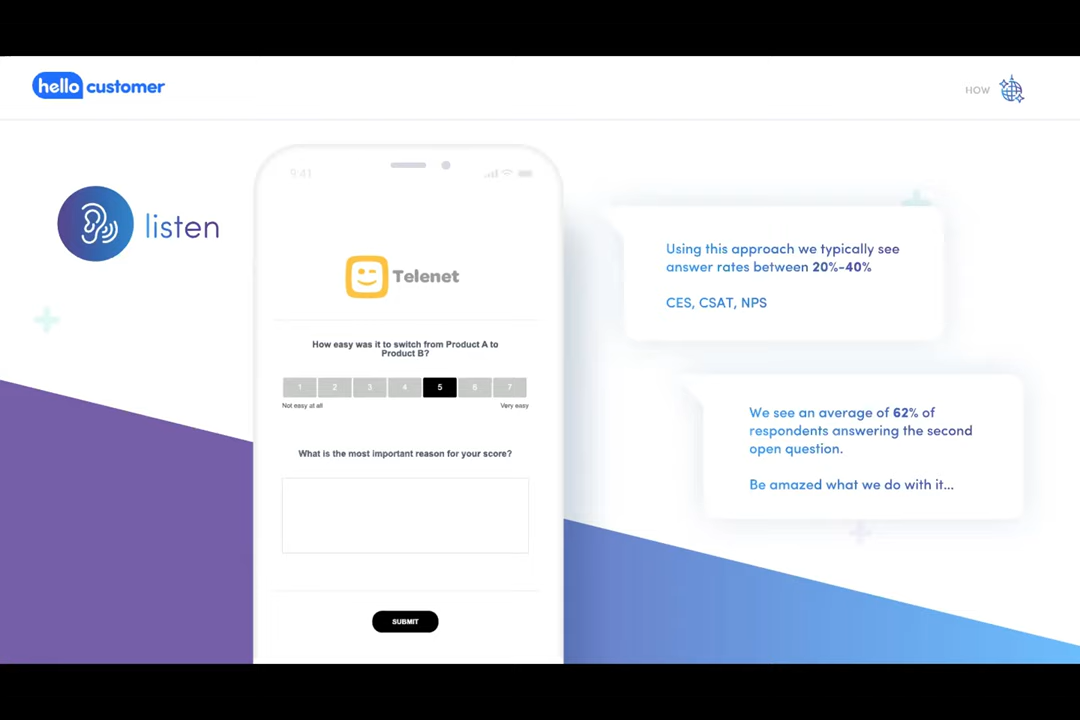 hello customer
HOW
9:41
listen
Telenet
How easy was it to switch from Product A to
Product B?
1 2 3 4 5 6 7
Not easy at all Very easy
What is the most important reason for your score?
SUBMIT
Using this approach we typically see
answer rates between 20%-40%
CES, CSAT, NPS
We see an average of 62% of
respondents answering the second
open question.
Be amazed what we do with it...